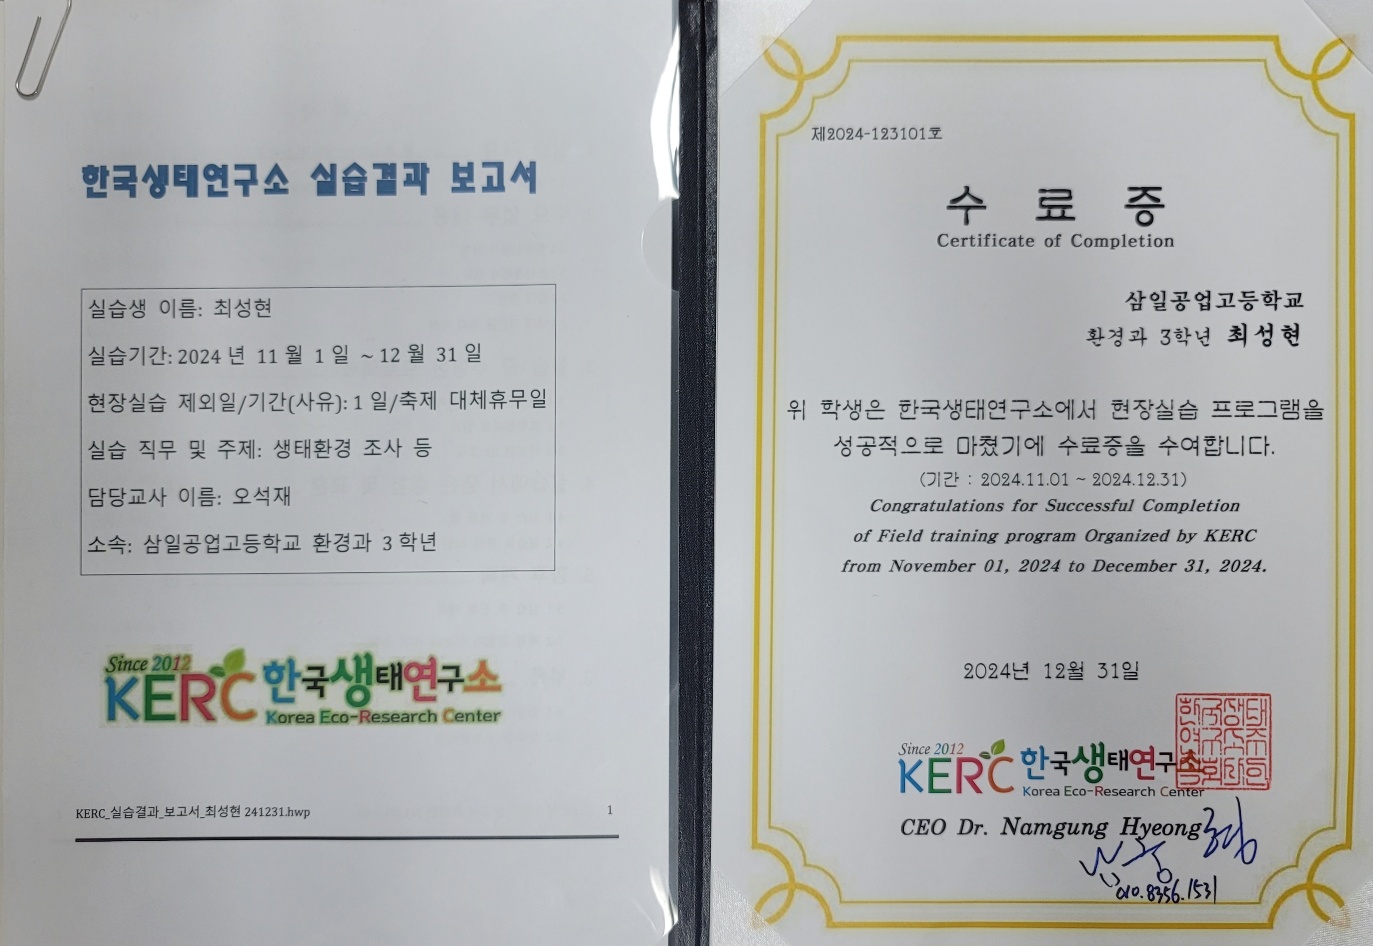 한국생태연구소 실습결과 보고서
실습생 이름: 최성현
실습기간: 2024 년 11 월 1 일 ~ 12 월 31 일
현장실습 제외일/기간(사유): 1 일/축제 대체휴무일
실습 직무 및 주제: 생태환경 조사 등
담당교사 이름: 오석재
소속: 삼일공업고등학교 환경과 3 학년
Since 2012
KERC 한국생태연구소
Korea Eco-Research Center
KERC_실습결과_보고서_최성현 241231.hwp 1
제2024-123101호
수 료 증
Certificate of Completion
삼일공업고등학교
환경과 3학년 최성현
위 학생은 한국생태연구소에서 현장실습 프로그램을
성공적으로 마쳤기에 수료증을 수여합니다.
(기간 : 2024.11.01 ~ 2024.12.31)
Congratulations for Successful Completion
of Field training program Organized by KERC
from November 01, 2024 to December 31, 2024.
2024년 12월 31일
Since 2012
KERC 한국생태연구소
Korea Eco-Research Center
CEO Dr. Namgung Hyeong
010.8356.1531